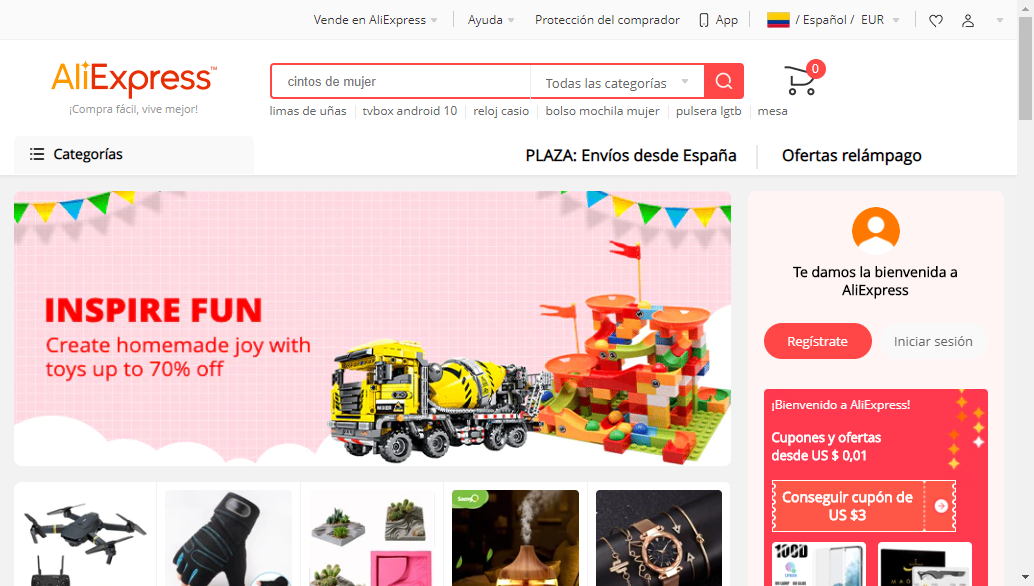 Vende en AliExpress
Ayuda
Protección del comprador
App
/ Español / EUR
AliExpress™
¡Compra fácil, vive mejor!
cintos de mujer
Todas las categorías
0
limas de uñas
tvbox android 10
reloj casio
bolso mochila mujer
pulsera lgtb
mesa
Categorías
PLAZA: Envíos desde España
Ofertas relámpago
INSPIRE FUN
Create homemade joy with
toys up to 70% off
Te damos la bienvenida a
AliExpress
Regístrate
Iniciar sesión
¡Bienvenido a AliExpress!
Cupones y ofertas
desde US $ 0,01
Conseguir cupón de
US $3